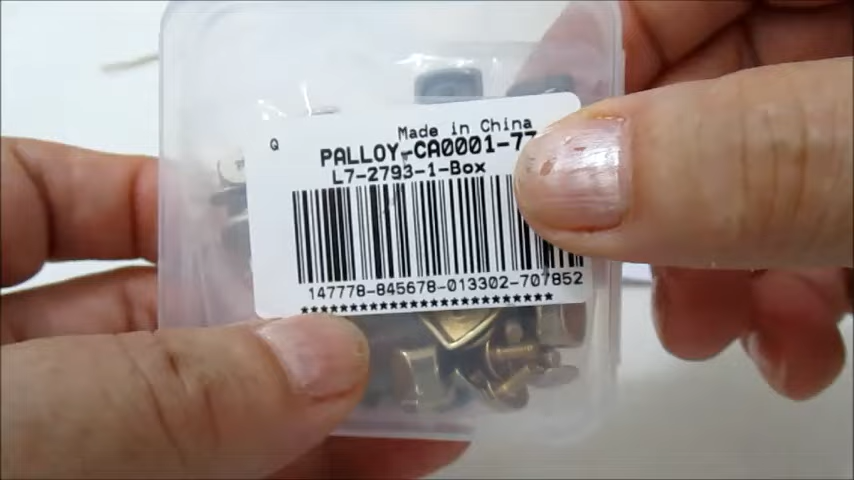 Made in China
Q
PALLOY-CA0001-77
L7-2793-1-Box
147778-845678-013302-707852
★★★★★★★★★★★★★★★★★★★★★★★★★★★